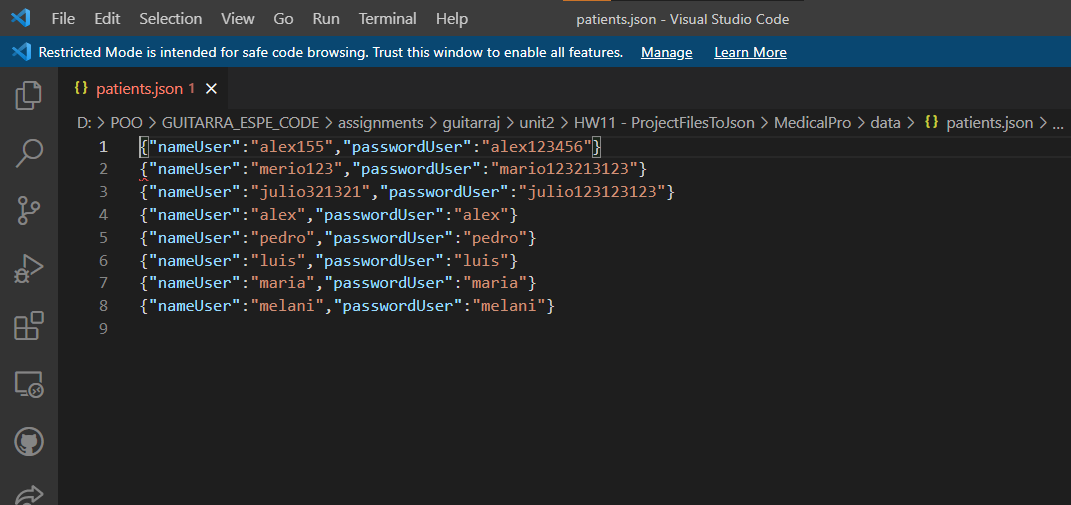 File Edit Selection View Go Run Terminal Help patients.json - Visual Studio Code
Restricted Mode is intended for safe code browsing. Trust this window to enable all features. Manage Learn More
{} patients.json 1 ×
D: > POO > GUITARRA_ESPE_CODE > assignments > guitarraj > unit2 > HW11 - ProjectFilesToJson > MedicalPro > data > {} patients.json > ...
1 {"nameUser":"alex155","passwordUser":"alex123456"}
2 {"nameUser":"merio123","passwordUser":"mario123213123"}
3 {"nameUser":"julio321321","passwordUser":"julio123123123"}
4 {"nameUser":"alex","passwordUser":"alex"}
5 {"nameUser":"pedro","passwordUser":"pedro"}
6 {"nameUser":"luis","passwordUser":"luis"}
7 {"nameUser":"maria","passwordUser":"maria"}
8 {"nameUser":"melani","passwordUser":"melani"}
9